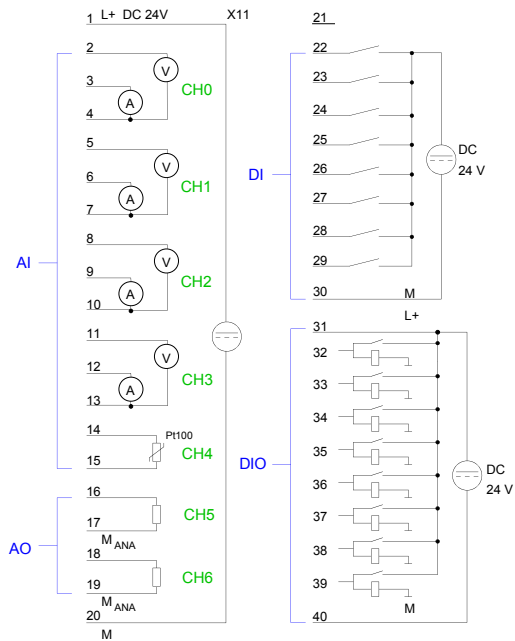 1 L+ DC 24V X11
2
V
3
A
CH0
4
5
V
6
A
CH1
7
8
V
AI
9
A
CH2
10
11
V
12
A
CH3
13
14
Pt100
CH4
15
16
CH5
17
M ANA
AO
18
CH6
19
M ANA
20
M
21
22
23
24
25
DC
24 V
DI
26
27
28
29
30
M
L+
31
32
33
34
35
DIO
DC
24 V
36
37
38
39
M
40